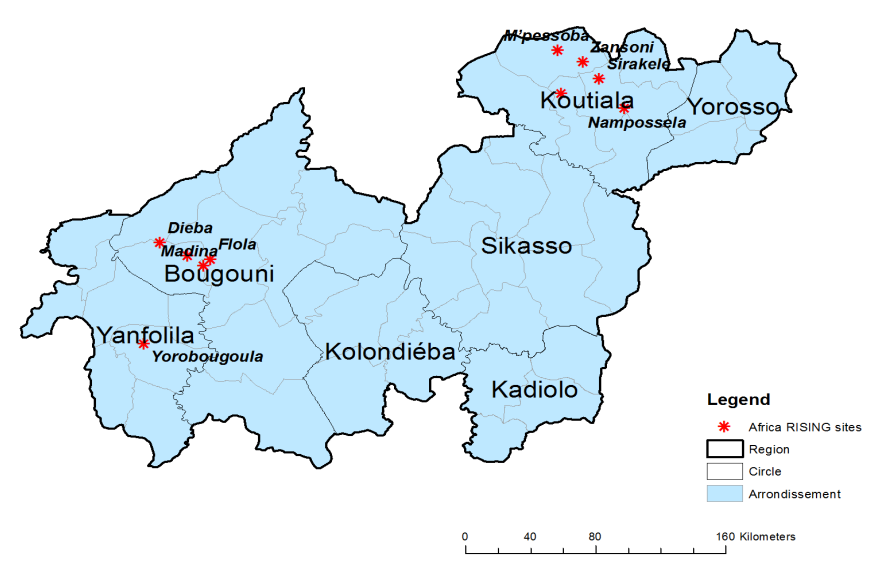 M'pessoba
Zansoni
Sirakele
Koutiala
Yorosso
Nampossela
Dieba
Flola
Madina
Bougouni
Sikasso
Yanfolila
Yorobougoula
Kolondiéba
Kadiolo
Legend
Africa RISING sites
Region
Circle
Arrondissement
0 40 80 160 Kilometers